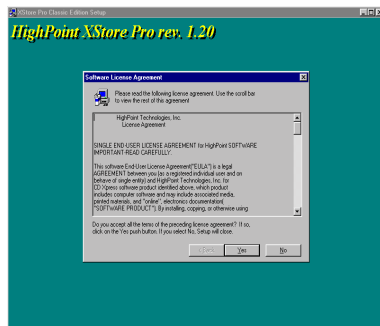 XStore Pro Classic Edition Setup
HighPoint XStore Pro rev. 1.20
Software License Agreement
Please read the following license agreement. Use the scroll bar
to view the rest of this agreement
HighPoint Technologies, Inc.
License Agreement
SINGLE END-USER LICENSE AGREEMENT for HighPoint SOFTWARE
IMPORTANT-READ CAREFULLY:
This software End-User License Agreement("EULA") is a legal
AGREEMENT between you (as a registered individual user and on
behave of single entity) and HighPoint Technologies, Inc. for
CD Xpress software product identified above, which product
includes computer software and may include associated media,
printed materials, and "online", electronics documentation(
"SOFTWARE PRODUCT"). By installing, copying, or otherwise using
Do you accept all the terms of the preceding license agreement? If so,
click on the Yes push button. If you select No, Setup will close.
< Back
Yes
No